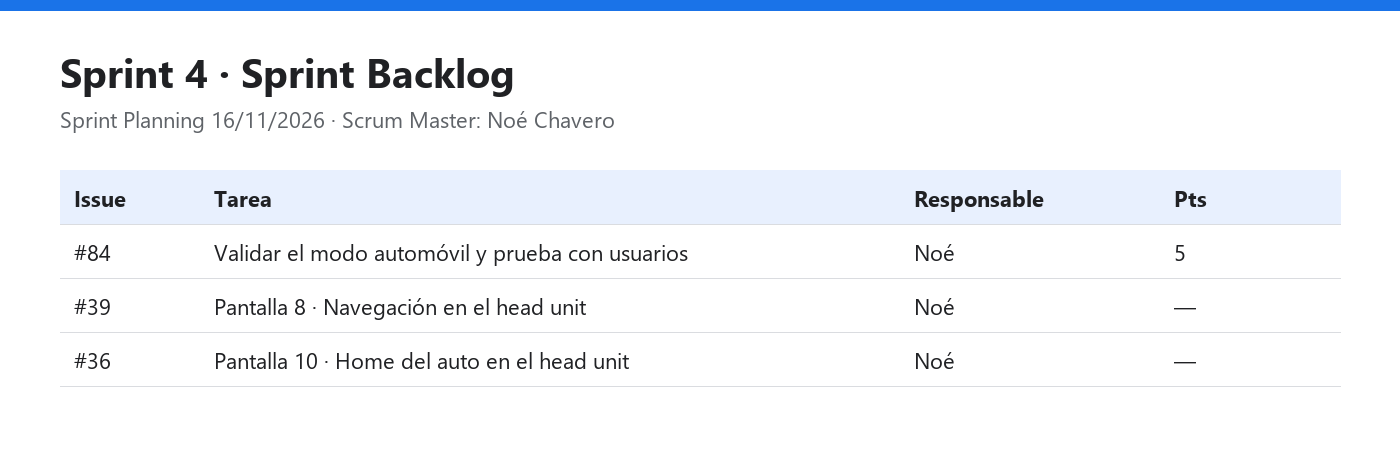 Sprint 4 · Sprint Backlog
Sprint Planning 16/11/2026 · Scrum Master: Noé Chavero
Issue Tarea Responsable Pts
#84 Validar el modo automóvil y prueba con usuarios Noé 5
#39 Pantalla 8 · Navegación en el head unit Noé —
#36 Pantalla 10 · Home del auto en el head unit Noé —